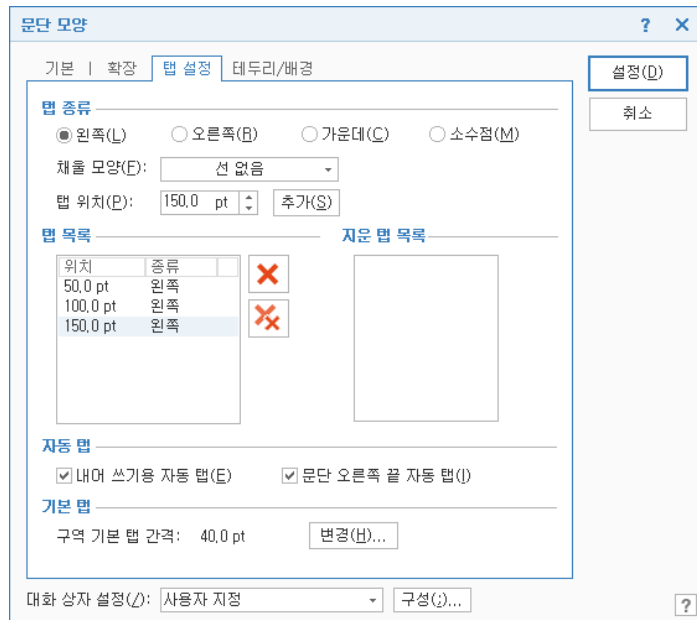 문단 모양 ?
기본 | 확장 탭 설정 테두리/배경
설정(D)
취소
탭 종류
왼쪽(L) 오른쪽(R) 가운데(C) 소수점(M)
채울 모양(F): 선 없음
탭 위치(P): 150.0 pt 추가(S)
탭 목록 지운 탭 목록
위치 종류
50.0 pt 왼쪽
100.0 pt 왼쪽
150.0 pt 왼쪽
자동 탭
내어 쓰기용 자동 탭(E) 문단 오른쪽 끝 자동 탭(I)
기본 탭
구역 기본 탭 간격: 40.0 pt 변경(H)...
대화 상자 설정(/): 사용자 지정 구성(;)... ?